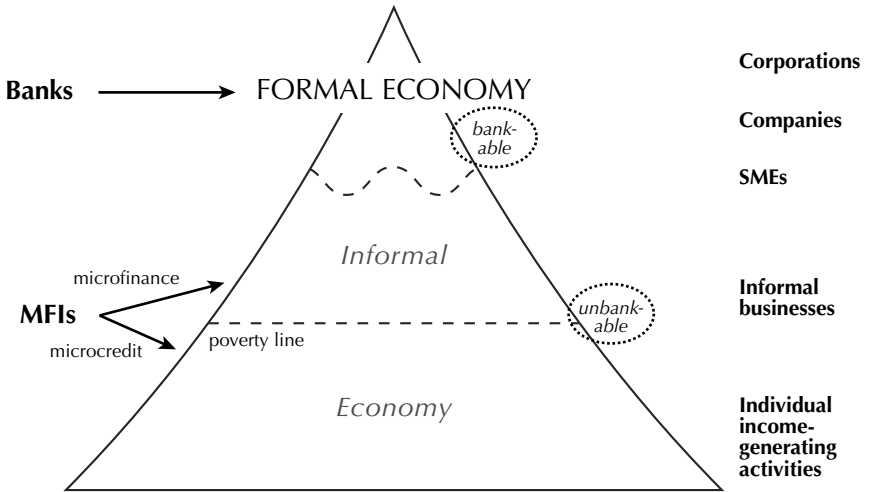 Corporations
Banks
FORMAL ECONOMY
Companies
bank-
able
SMEs
Informal
microfinance
Informal
businesses
MFIs
unbank-
able
microcredit
poverty line
Economy
Individual
income-
generating
activities